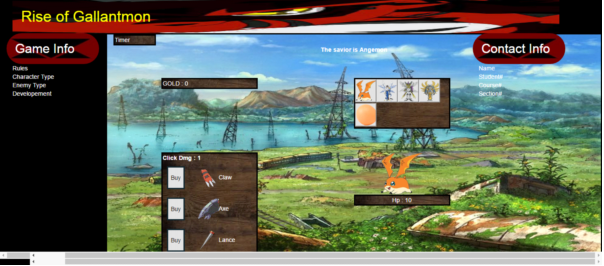 Rise of Gallantmon
Game Info
Rules
Character Type
Enemy Type
Developement
Timer
The savior is Angemon
GOLD : 0
Click Dmg : 1
Buy
Claw
Buy
Axe
Buy
Lance
Hp : 10
Contact Info
Name
Student#
Course#
Section#